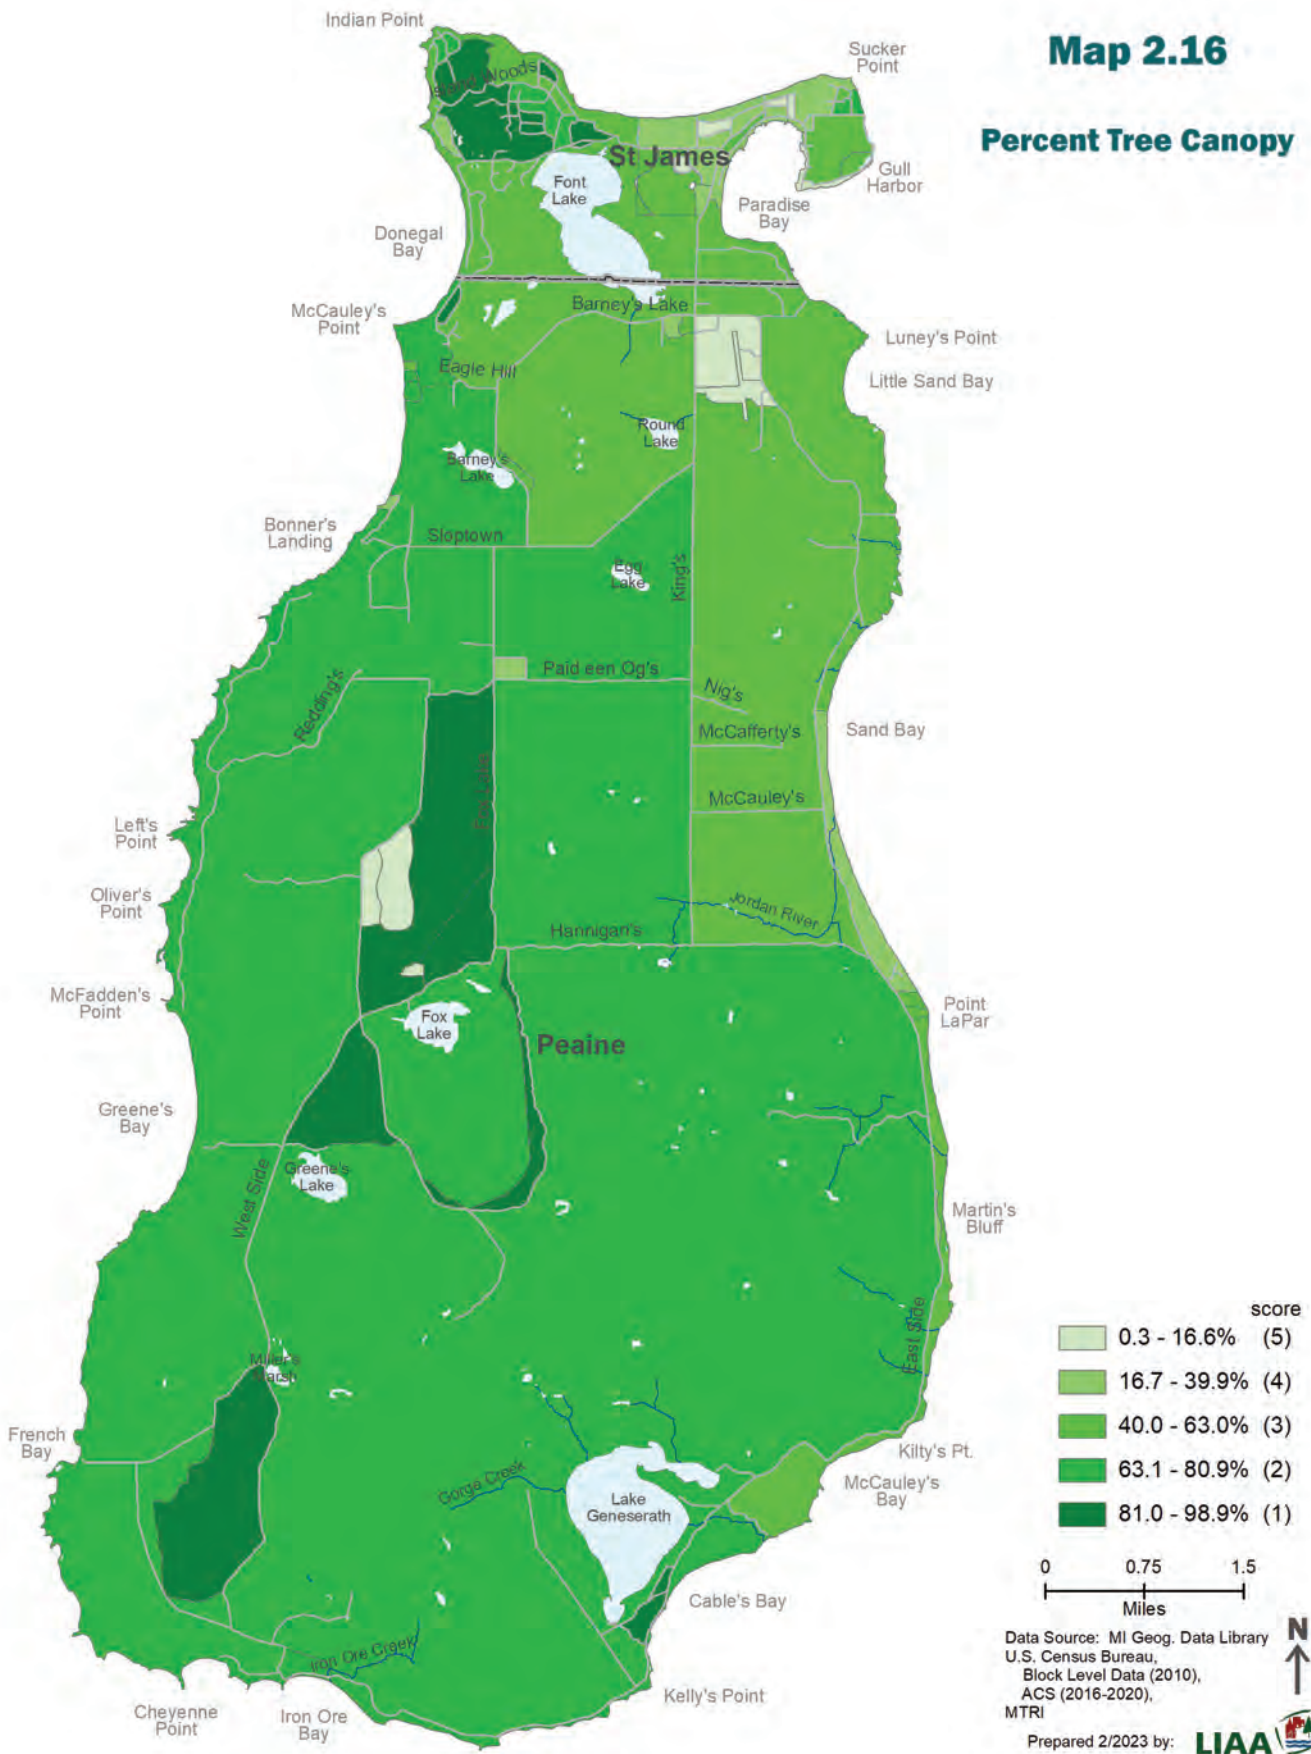 Map 2.16
Percent Tree Canopy
Indian Point
Sucker
Point
Woods
St James
Font
Lake
Gull
Harbor
Paradise
Bay
Donegal
Bay
McCauley's
Point
Barney's Lake
Luney's Point
Eagle Hill
Little Sand Bay
Round
Lake
Barney's
Lake
Bonner's
Landing
Sloptown
Egg
Lake
King's
Paid een Og's
Redding's
Nig's
McCafferty's
Sand Bay
Fox Lake
McCauley's
Left's
Point
Oliver's
Point
Jordan River
Hannigan's
McFadden's
Point
Point
LaPar
Fox
Lake
Peaine
Greene's
Bay
Greene's
Lake
West Side
Martin's
Bluff
East Side
Miller's
Marsh
French
Bay
Kilty's Pt.
McCauley's
Bay
Gorga Creek
Lake
Geneserath
Cable's Bay
Iron Ore Creek
Kelly's Point
Cheyenne
Point
Iron Ore
Bay
score
0.3 - 16.6% (5)
16.7 - 39.9% (4)
40.0 - 63.0% (3)
63.1 - 80.9% (2)
81.0 - 98.9% (1)
0 0.75 1.5
Miles
Data Source: MI Geog. Data Library
U.S. Census Bureau,
Block Level Data (2010),
ACS (2016-2020),
MTRI
N
Prepared 2/2023 by:
LIAA